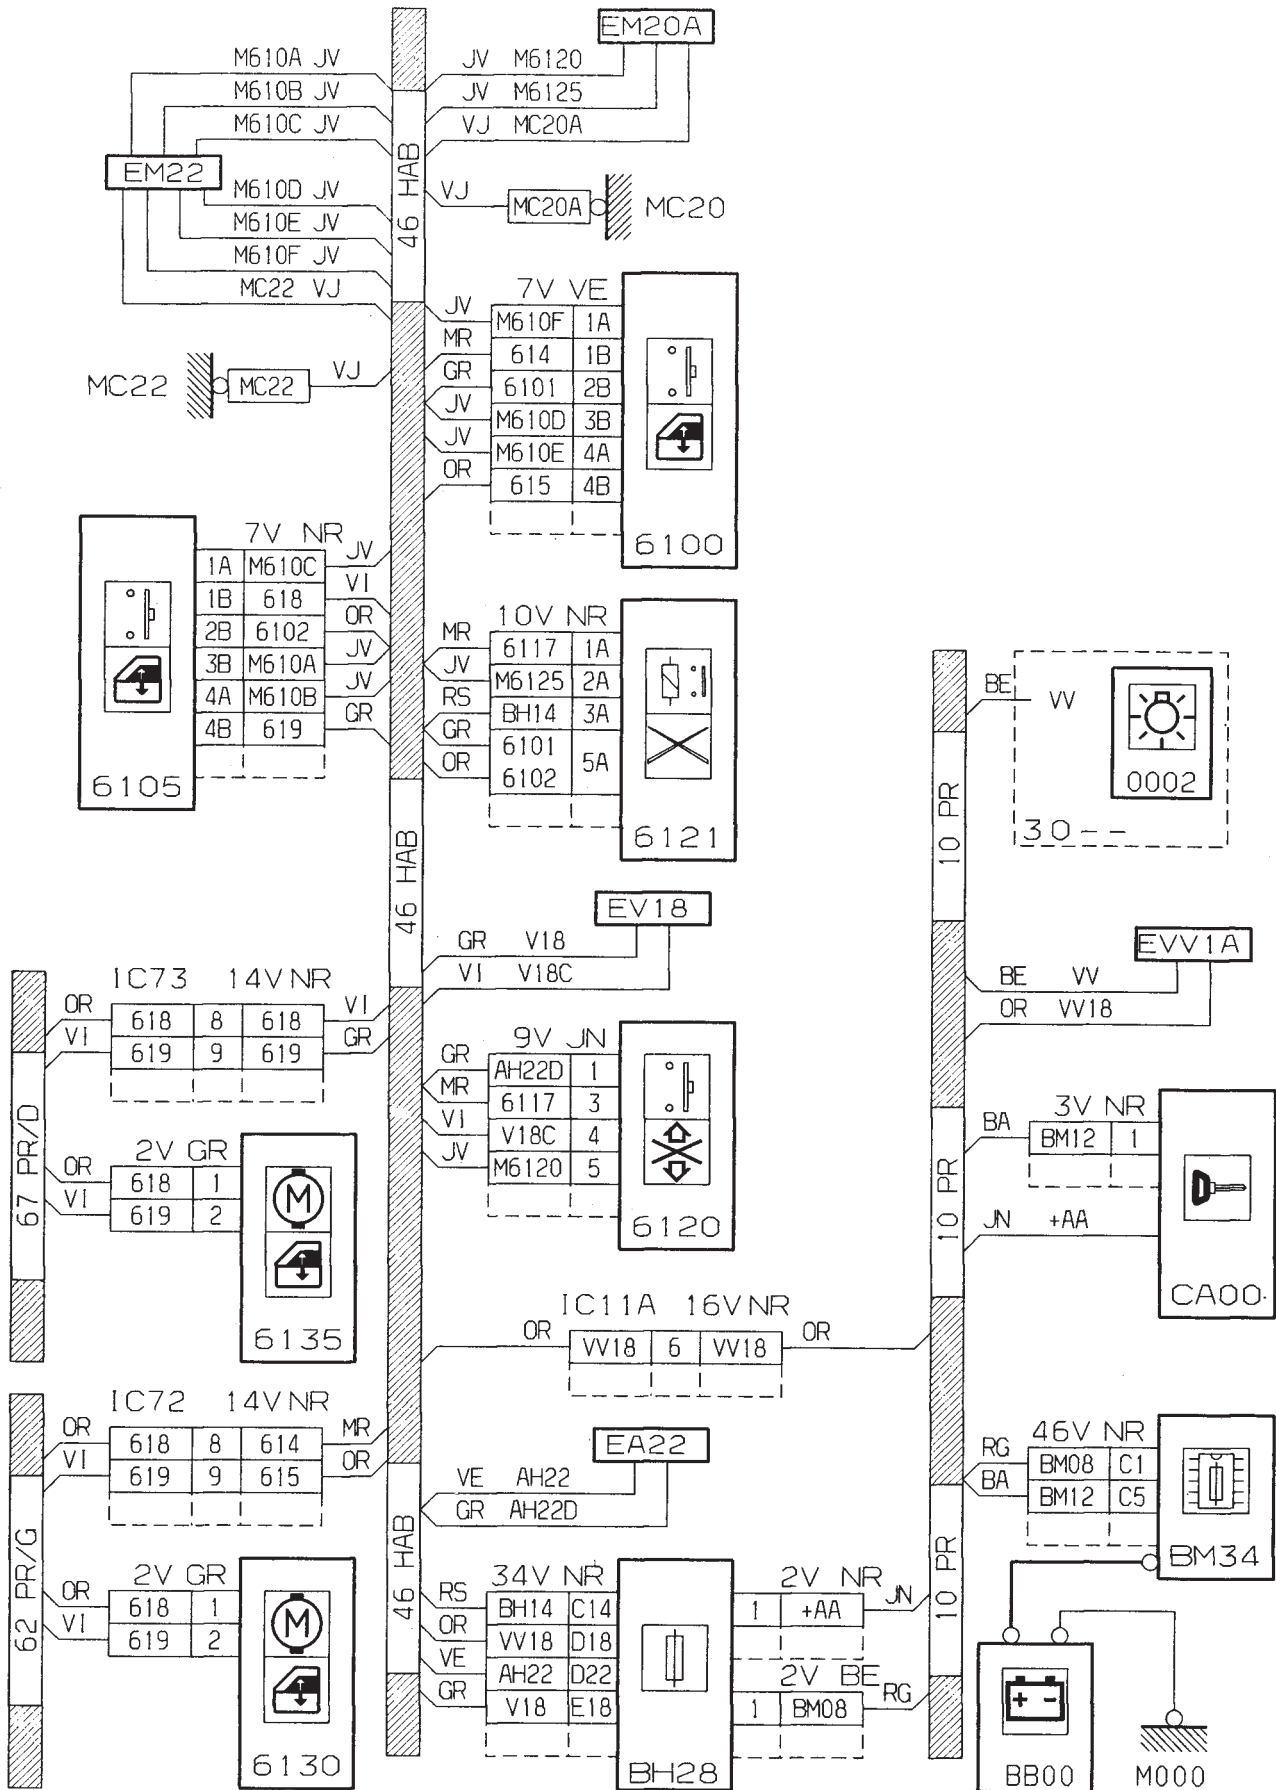 EM20A
M610A JV
JV M6120
M610B JV
JV M6125
M610C JV
VJ MC20A
EM22
46 HAB
M610D JV
VJ
MC20A
MC20
M610E JV
M610F JV
MC22 VJ
7V VE
JV M610F 1A
MR 614 1B
GR 6101 2B
JV M610D 3B
JV M610E 4A
OR 615 4B
6100
MC22
MC22
VJ
7V NR
1A M610C JV
1B 618 VI
2B 6102 OR
3B M610A JV
4A M610B JV
4B 619 GR
6105
10V NR
MR 6117 1A
JV M6125 2A
RS BH14 3A
GR 6101 5A
OR 6102
6121
BE VV
0002
30--
10 PR
46 HAB
EV18
GR V18
VI V18C
EVV1A
BE VV
OR VV18
IC73 14V NR
OR 618 8 618 VI
VI 619 9 619 GR
67 PR/D
2V GR
OR 618 1
VI 619 2
6135
9V JN
GR AH22D 1
MR 6117 3
VI V18C 4
JV M6120 5
6120
3V NR
BA BM12 1
JN +AA
CA00
10 PR
IC11A 16V NR
OR VV18 6 VV18 OR
IC72 14V NR
OR 618 8 614 MR
VI 619 9 615 OR
62 PR/G
2V GR
OR 618 1
VI 619 2
6130
EA22
VE AH22
GR AH22D
46 HAB
46V NR
RG BM08 C1
BA BM12 C5
BM34
10 PR
34V NR
RS BH14 C14
OR VV18 D18
VE AH22 D22
GR V18 E18
BH28
2V NR
1 +AA JN
2V BE
1 BM08 RG
+ -
BB00
M000
M
M